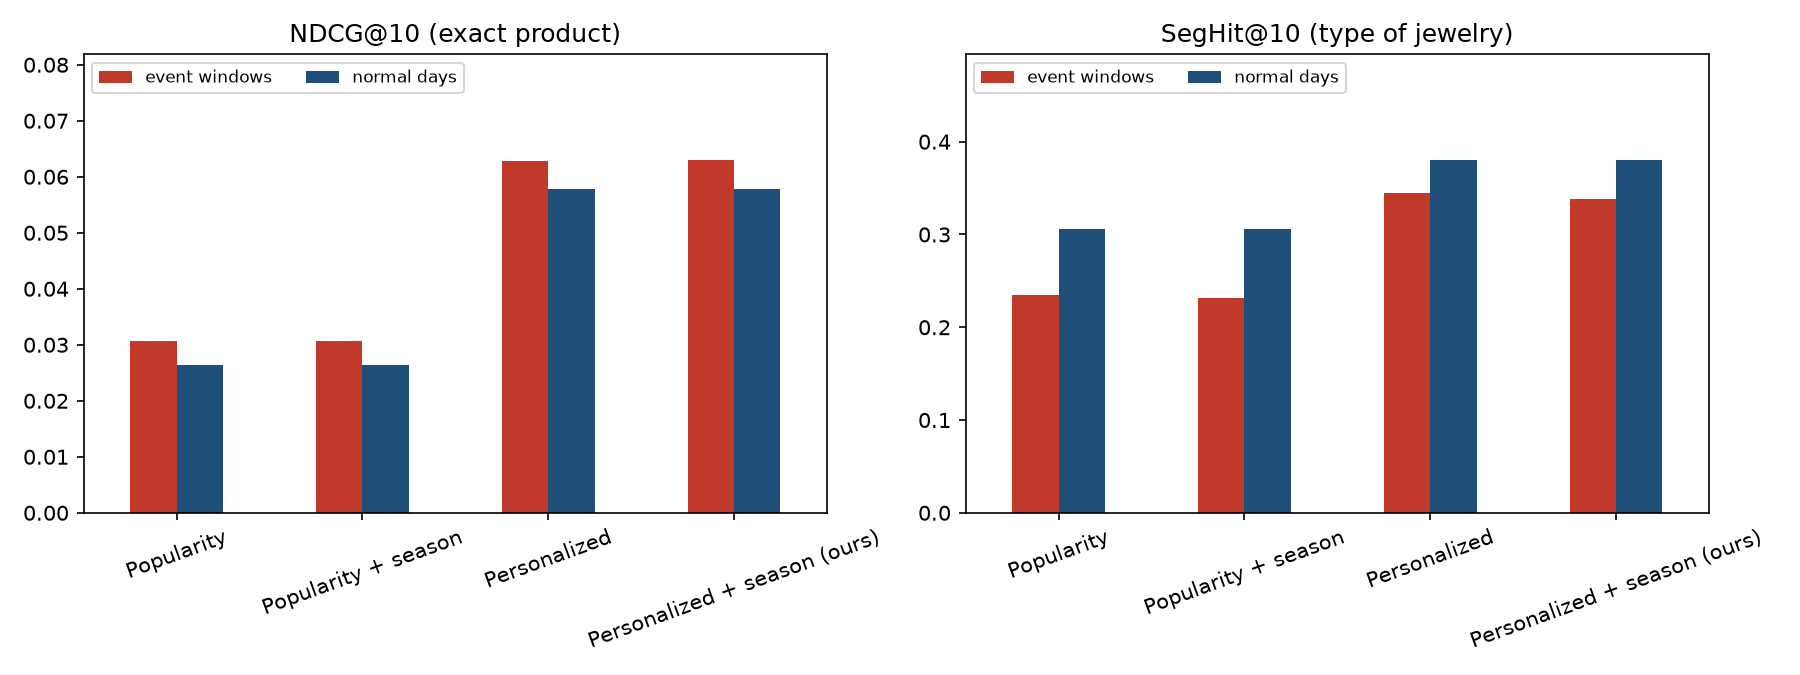 NDCG@10 (exact product)
event windows
normal days
0.08
0.07
0.06
0.05
0.04
0.03
0.02
0.01
0.00
Popularity
Popularity + season
Personalized
Personalized + season (ours)
SegHit@10 (type of jewelry)
event windows
normal days
0.4
0.3
0.2
0.1
0.0
Popularity
Popularity + season
Personalized
Personalized + season (ours)